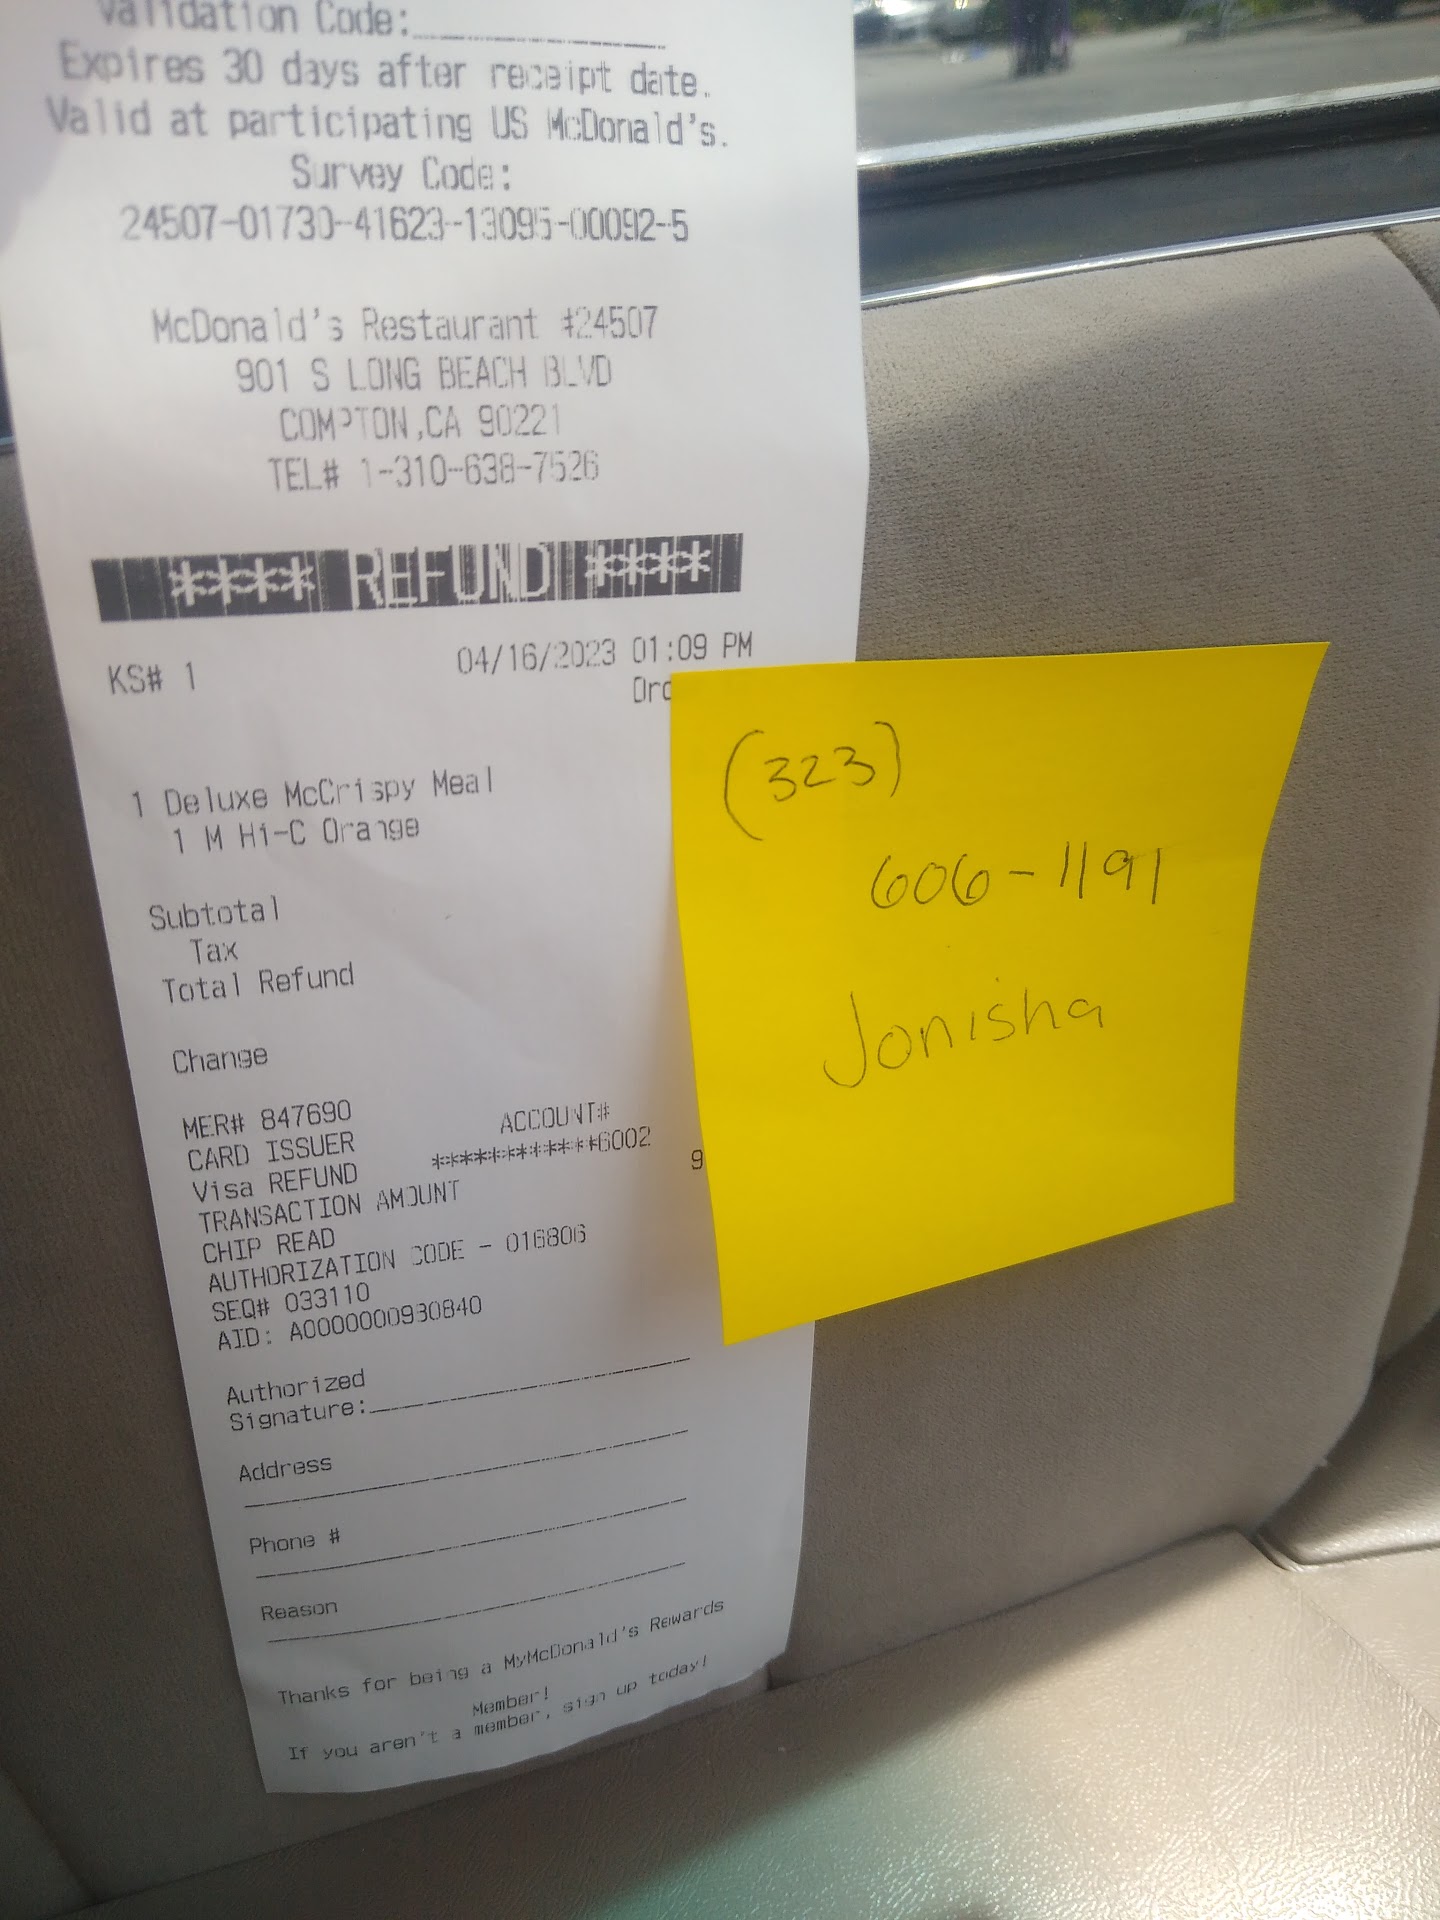 Validation Code:
Expires 30 days after receipt date.
Valid at participating US McDonald's.
Survey Code:
24507-01730-41623-13095-00092-5
McDonald's Restaurant #24507
901 S LONG BEACH BLVD
COMPTON,CA 90221
TEL# 1-310-638-7526
**** REFUND ****
KS# 1
04/16/2023 01:09 PM
1 Deluxe McCrispy Meal
1 M Hi-C Orange
Subtotal
Tax
Total Refund
Change
MER# 847690
CARD ISSUER ACCOUNT#
Visa REFUND ************6002
TRANSACTION AMOUNT 9
CHIP READ
AUTHORIZATION CODE - 016806
SEQ# 033110
AID: A0000000980840
Authorized
Signature:
Address
Phone #
Reason
Thanks for being a MyMcDonald's Rewards
Member!
If you aren't a member, sign up today!
(323)
606-1191
Jonisha